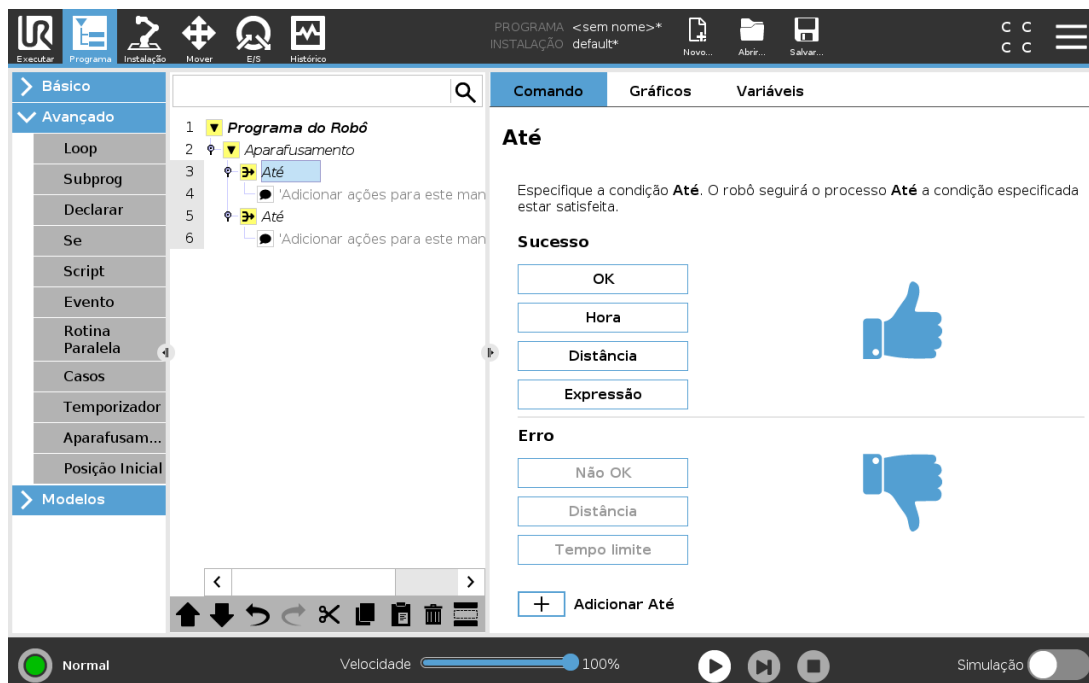 PROGRAMA <sem nome>*
INSTALAÇÃO default*
UR
Executar
Programa
Instalação
Mover
E/S
Histórico
Novo...
Abrir...
Salvar...
C C
C C
Básico
Avançado
Loop
Subprog
Declarar
Se
Script
Evento
Rotina
Paralela
Casos
Temporizador
Aparafusam...
Posição Inicial
Modelos
1 Programa do Robô
2 Aparafusamento
3 Até
4 'Adicionar ações para este man
5 Até
6 'Adicionar ações para este man
Comando Gráficos Variáveis
Até
Especifique a condição Até. O robô seguirá o processo Até a condição especificada
estar satisfeita.
Sucesso
OK
Hora
Distância
Expressão
Erro
Não OK
Distância
Tempo limite
+ Adicionar Até
Normal
Velocidade 100%
Simulação